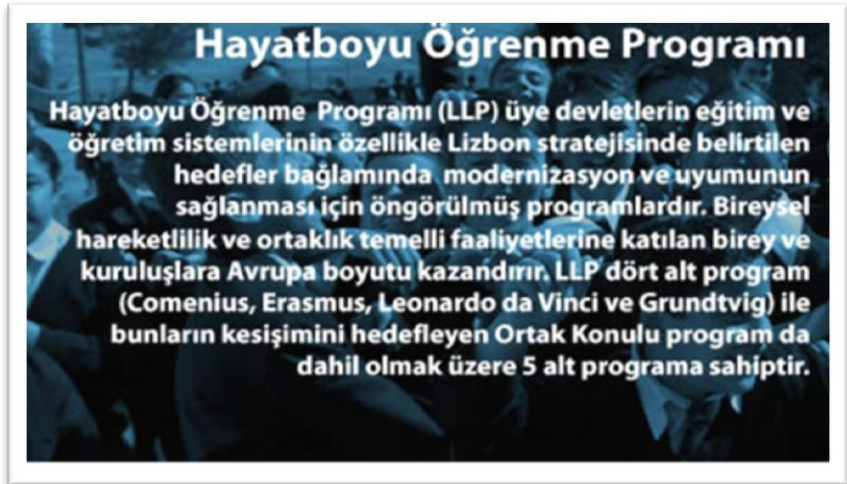 Hayatboyu Öğrenme Programı
Hayatboyu Öğrenme Programı (LLP) üye devletlerin eğitim ve
öğretim sistemlerinin özellikle Lizbon stratejisinde belirtilen
hedefler bağlamında modernizasyon ve uyumunun
sağlanması için öngörülmüş programlardır. Bireysel
hareketlilik ve ortaklık temelli faaliyetlerine katılan birey ve
kuruluşlara Avrupa boyutu kazandırır. LLP dört alt program
(Comenius, Erasmus, Leonardo da Vinci ve Grundtvig) ile
bunların kesişimini hedefleyen Ortak Konulu program da
dahil olmak üzere 5 alt programa sahiptir.